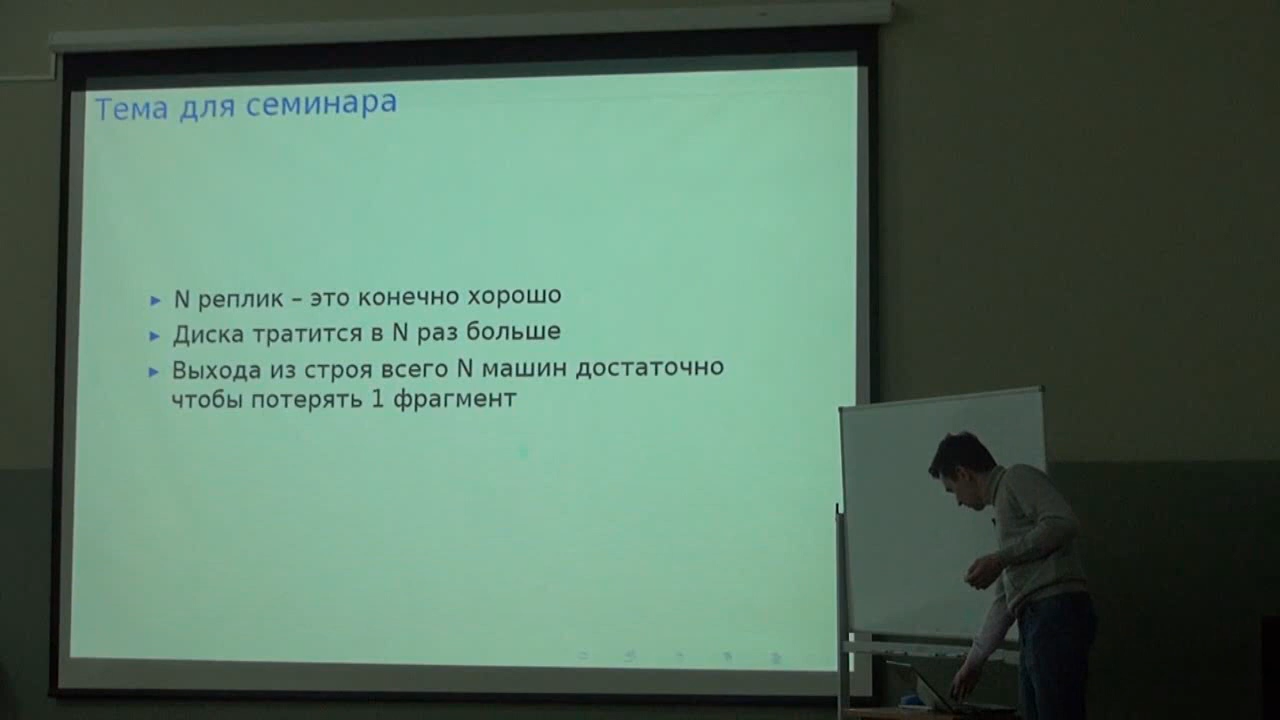 Тема для семинара
► N реплик – это конечно хорошо
► Диска тратится в N раз больше
► Выхода из строя всего N машин достаточно
чтобы потерять 1 фрагмент